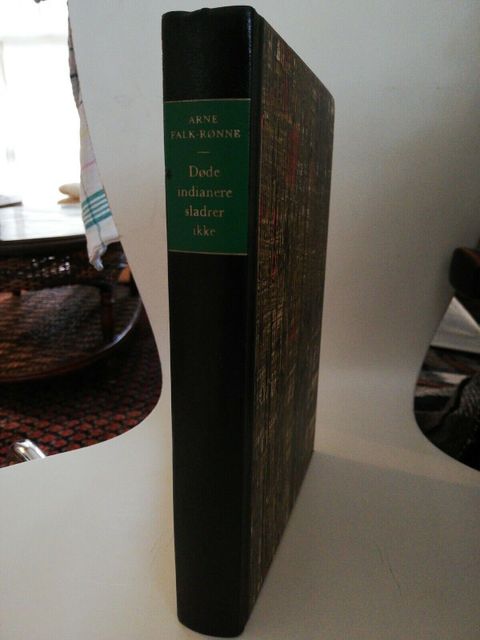 ARNE
FALK-RØNNE
Døde
indianere
sladrer
ikke